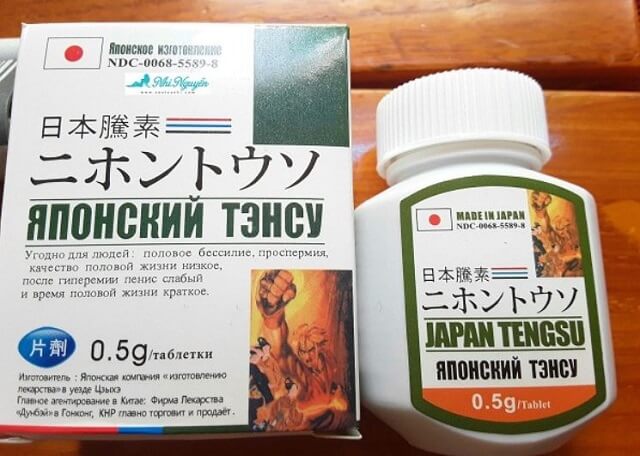 Японское изготовление
NDC-0068-5589-8
Nhi Nguyễn
日本騰素
ニホントウソ
ЯПОНСКИЙ ТЭНСУ
Угодно для людей: половое бессилие, проспермия,
качество половой жизни низкое,
после гиперемии пенис слабый
и время половой жизни краткое.
片劑
0.5g/таблетки
Изготовитель : Японская компания «изготовлению
лекарства» в уезде Цзыхэ
Главное агентирование в Китае: Фирма Лекарства
«Дунбэй» в Гонконг, КНР главно торговит и продаёт.
MADE IN JAPAN
NDC-0068-5589-8
日本騰素
ニホントウソ
JAPAN TENGSU
ЯПОНСКИЙ ТЭНСУ
0.5g/Tablet